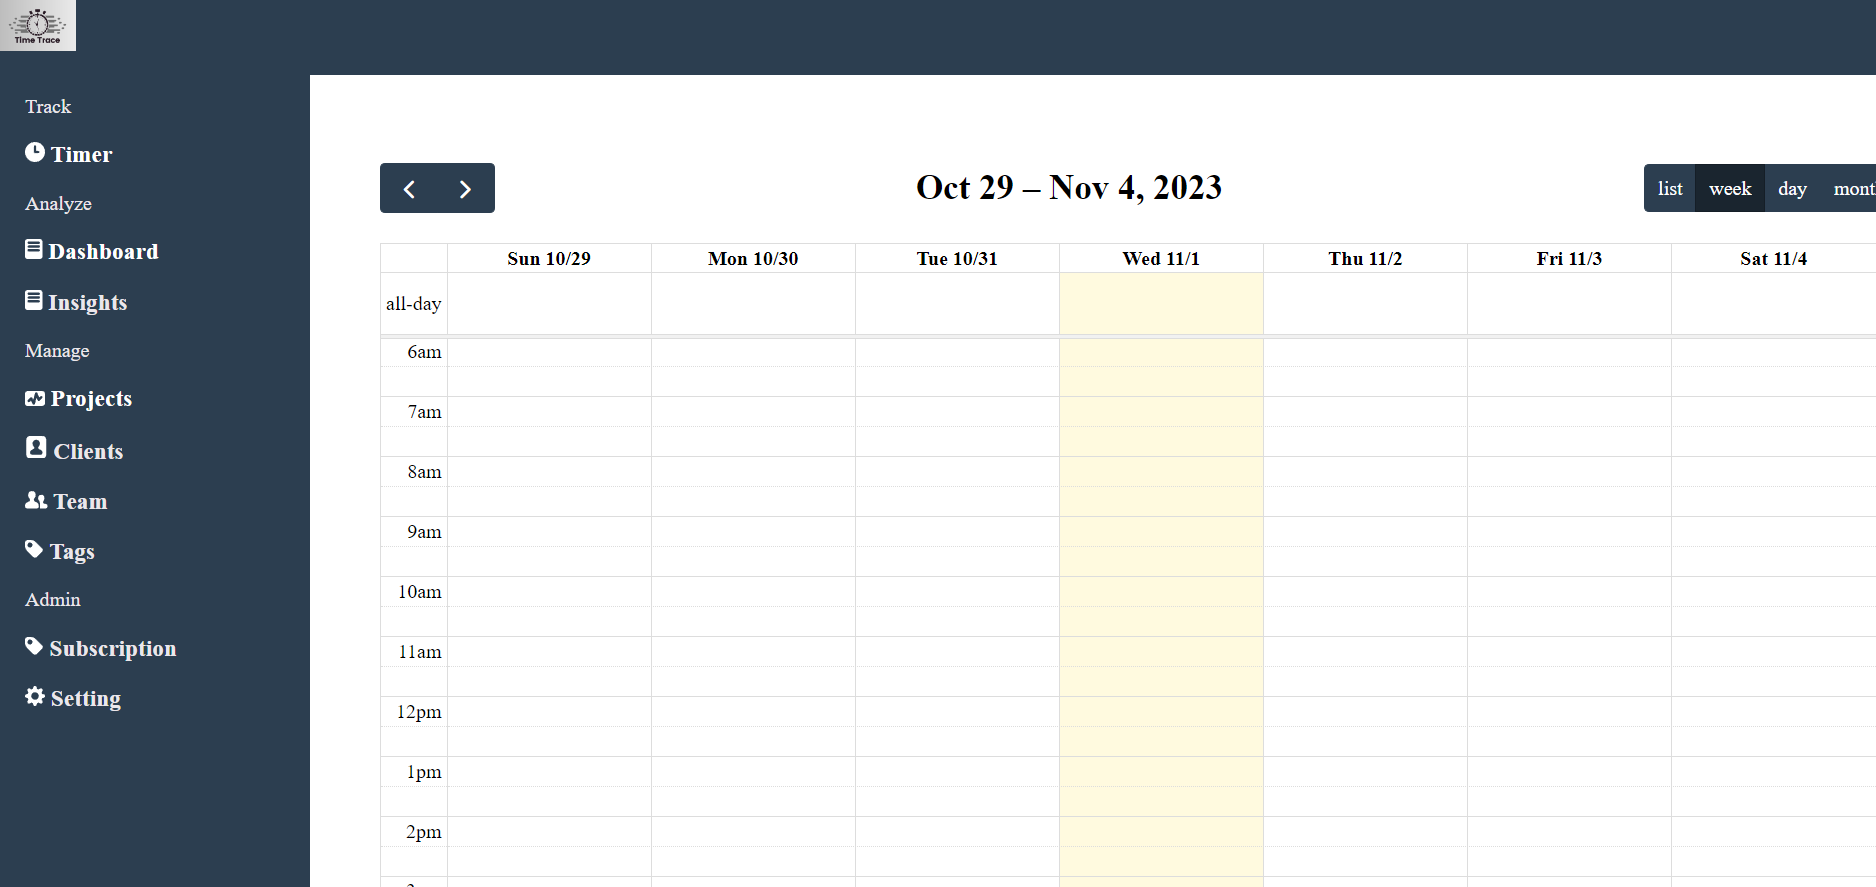 Time Trace
Track
Timer
Analyze
Dashboard
Insights
Manage
Projects
Clients
Team
Tags
Admin
Subscription
Setting
Oct 29 – Nov 4, 2023
list week day mont
Sun 10/29 Mon 10/30 Tue 10/31 Wed 11/1 Thu 11/2 Fri 11/3 Sat 11/4
all-day
6am
7am
8am
9am
10am
11am
12pm
1pm
2pm